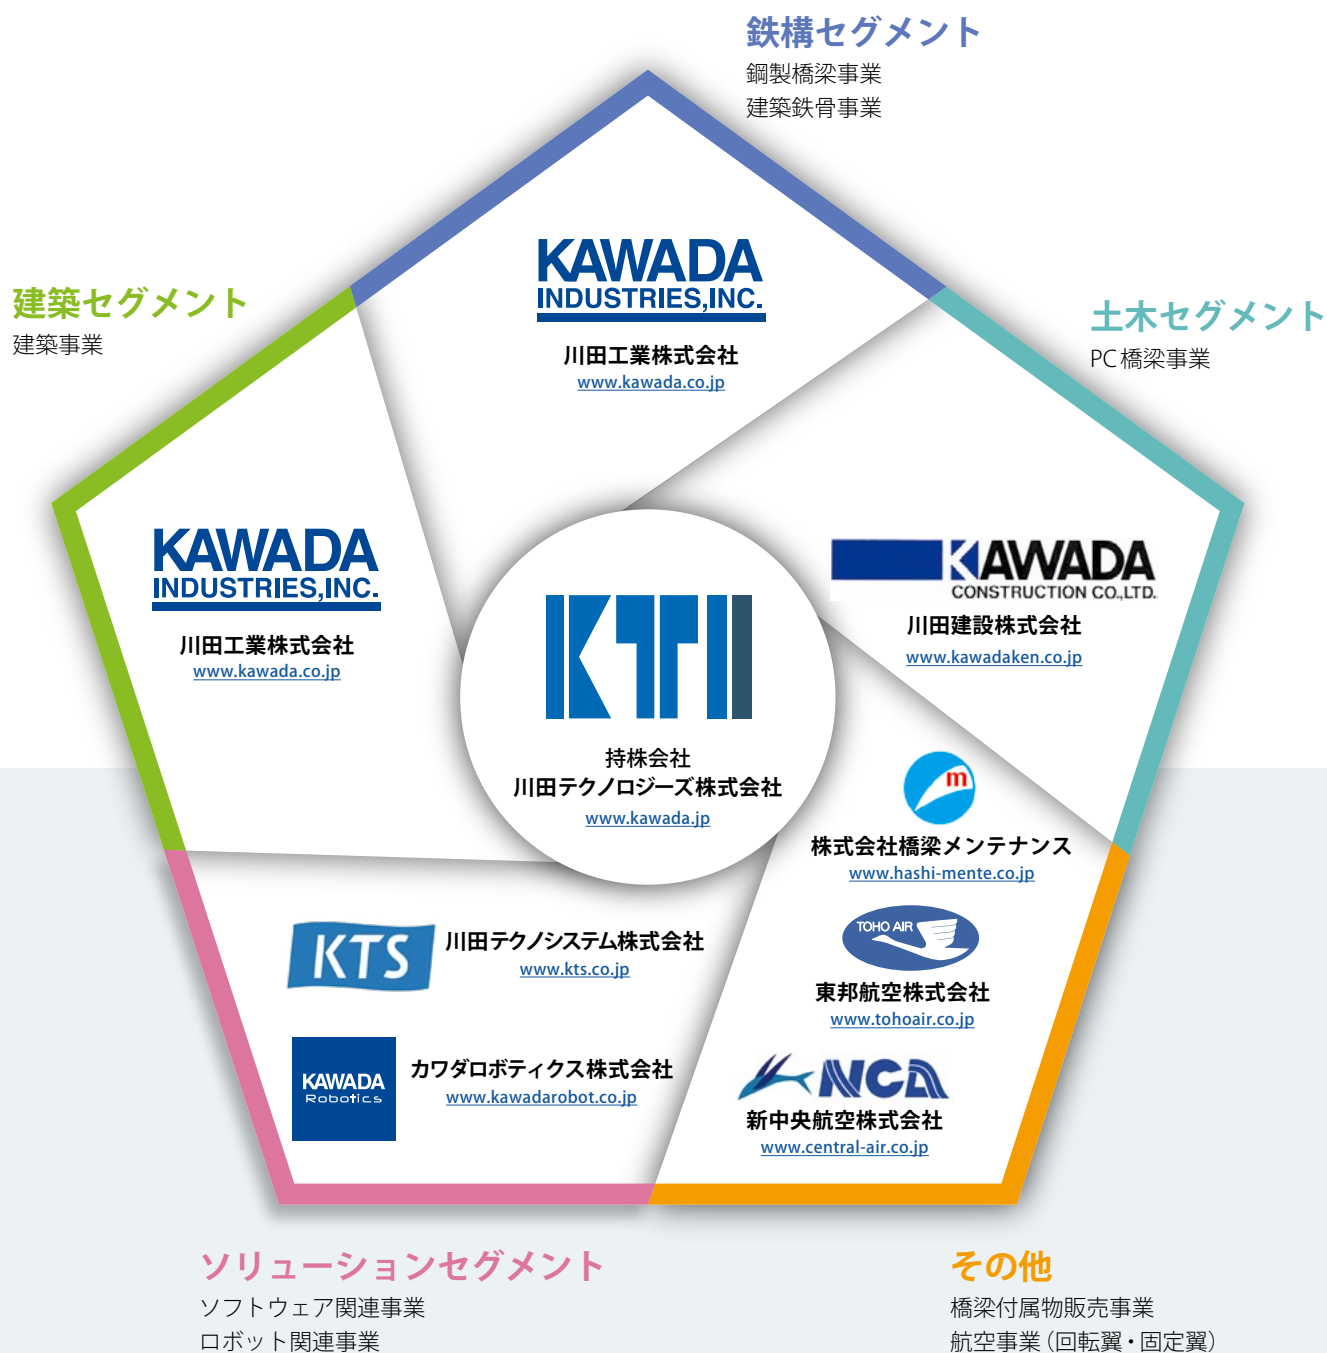 鉄構セグメント
鋼製橋梁事業
建築鉄骨事業
建築セグメント
建築事業
土木セグメント
PC橋梁事業
KAWADA
INDUSTRIES,INC.
川田工業株式会社
www.kawada.co.jp
KAWADA
INDUSTRIES,INC.
川田工業株式会社
www.kawada.co.jp
KAWADA
CONSTRUCTION CO.,LTD.
川田建設株式会社
www.kawadaken.co.jp
KTI
持株会社
川田テクノロジーズ株式会社
www.kawada.jp
m
株式会社橋梁メンテナンス
www.hashi-mente.co.jp
TOHO AIR
東邦航空株式会社
www.tohoair.co.jp
NCA
新中央航空株式会社
www.central-air.co.jp
KTS
川田テクノシステム株式会社
www.kts.co.jp
KAWADA
Robotics
カワダロボティクス株式会社
www.kawadarobot.co.jp
ソリューションセグメント
ソフトウェア関連事業
ロボット関連事業
その他
橋梁付属物販売事業
航空事業（回転翼・固定翼）